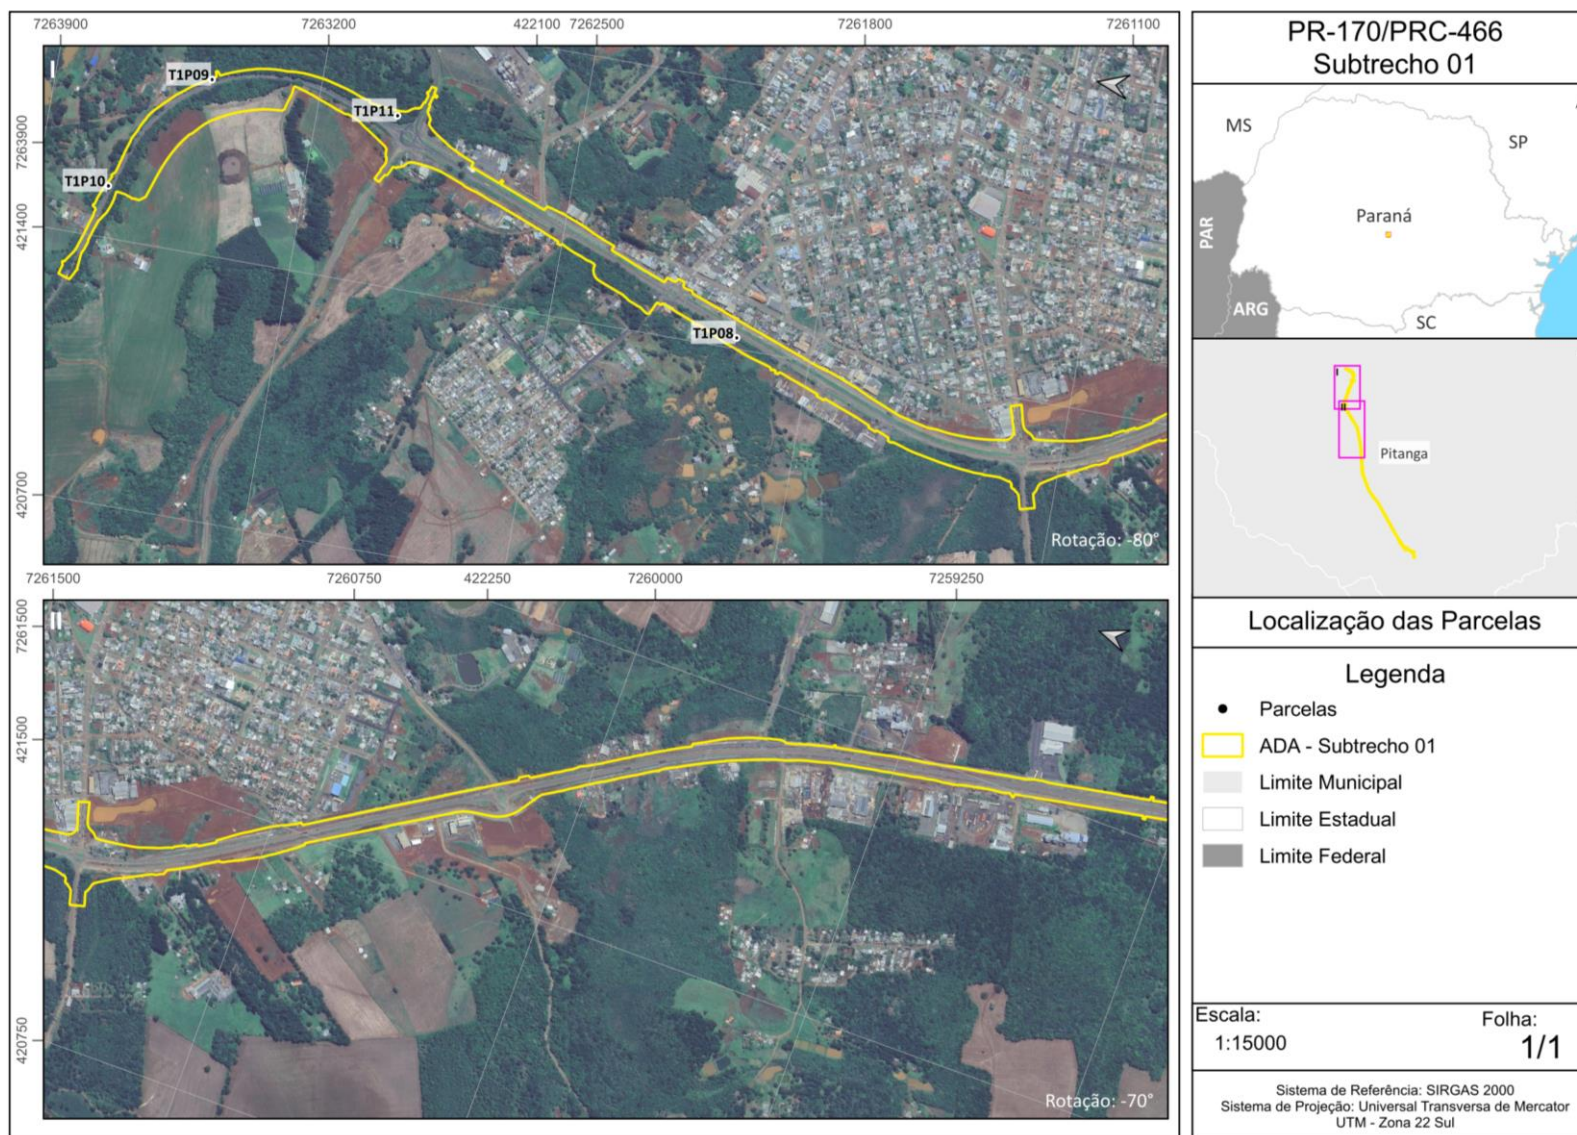 7263900
7263200
422100
7262500
7261800
7261100
I
T1P09
T1P11
T1P10
T1P08
7263900
421400
420700
Rotação: -80°
7261500
7260750
422250
7260000
7259250
II
7261500
421500
420750
Rotação: -70°
PR-170/PRC-466
Subtrecho 01
MS
SP
PAR
Paraná
ARG
SC
I
II
Pitanga
Localização das Parcelas
Legenda
Parcelas
ADA - Subtrecho 01
Limite Municipal
Limite Estadual
Limite Federal
Escala:
1:15000
Folha:
1/1
Sistema de Referência: SIRGAS 2000
Sistema de Projeção: Universal Transversa de Mercator
UTM - Zona 22 Sul